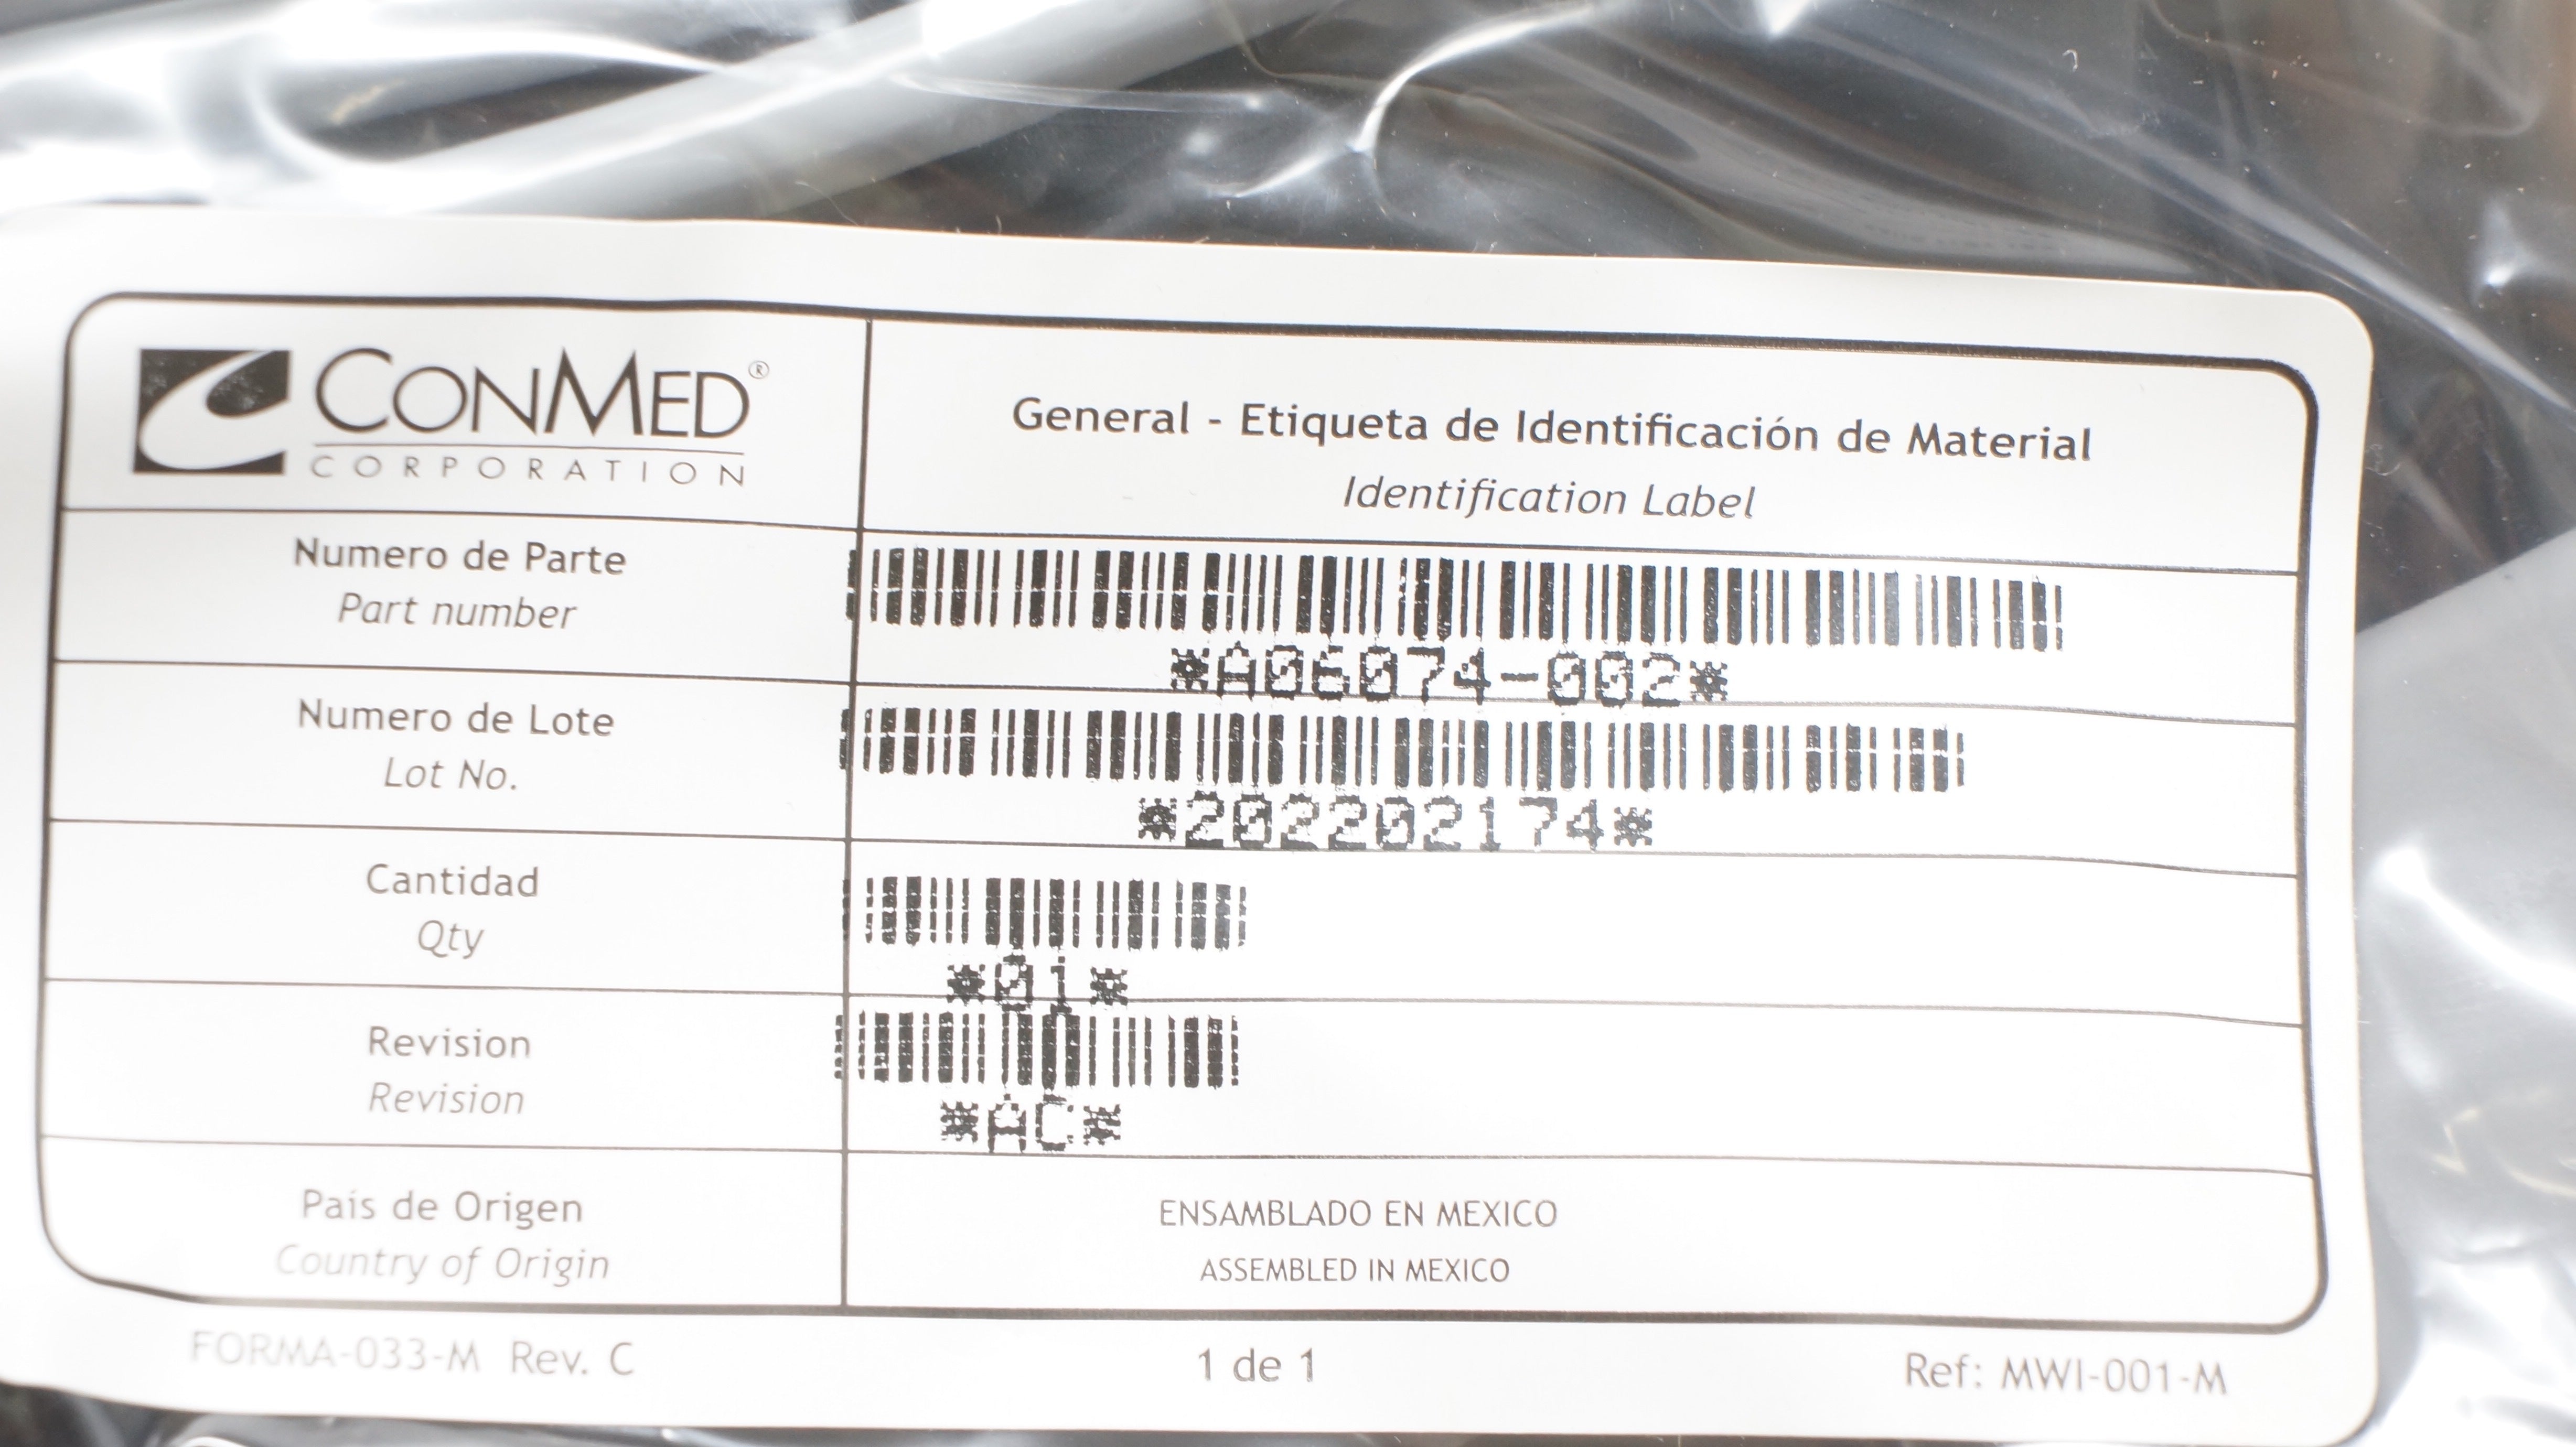 CONMED®
CORPORATION
General - Etiqueta de Identificación de Material
Identification Label
Numero de Parte
Part number
*A06074-002*
Numero de Lote
Lot No.
*202202174*
Cantidad
Qty
*01*
Revision
Revision
*AC*
País de Origen
Country of Origin
ENSAMBLADO EN MEXICO
ASSEMBLED IN MEXICO
FORMA-033-M Rev. C
1 de 1
Ref: MWI-001-M